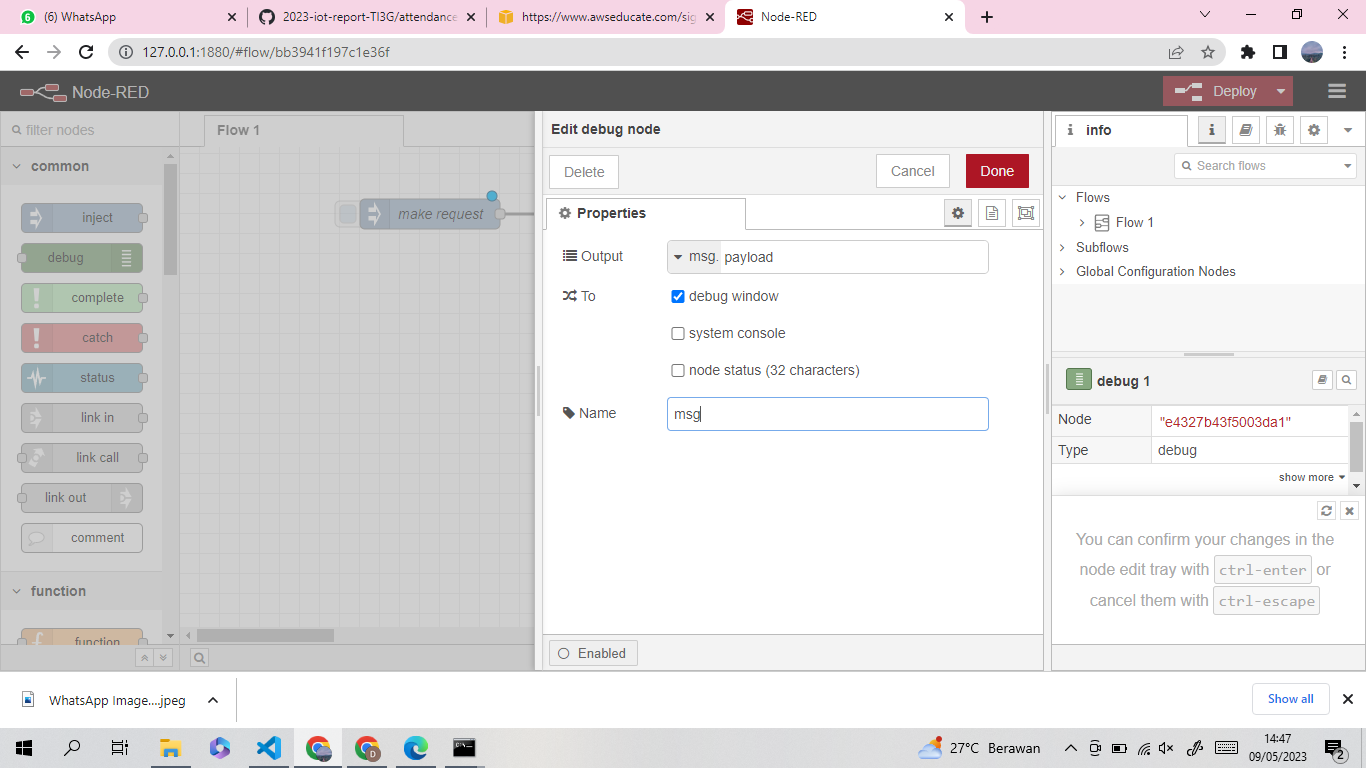 (6) WhatsApp
2023-iot-report-TI3G/attendance
https://www.awseducate.com/sig
Node-RED
127.0.0.1:1880/#flow/bb3941f197c1e36f
Node-RED
Deploy
filter nodes
common
inject
debug
complete
catch
status
link in
link call
link out
comment
function
function
Flow 1
make request
Edit debug node
Delete
Cancel
Done
Properties
Output
msg. payload
To
debug window
system console
node status (32 characters)
Name
msg
Enabled
info
Search flows
Flows
Flow 1
Subflows
Global Configuration Nodes
debug 1
Node
"e4327b43f5003da1"
Type
debug
show more
You can confirm your changes in the
node edit tray with ctrl-enter or
cancel them with ctrl-escape
WhatsApp Image....jpeg
Show all
27°C Berawan
14:47
09/05/2023
2